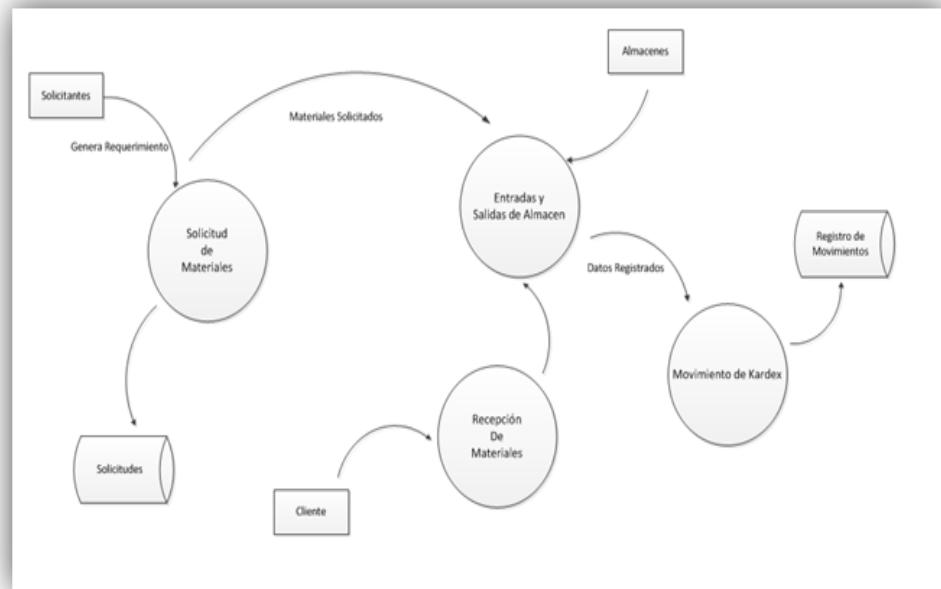 Almacenes
Solicitantes
Materiales Solicitados
Genera Requerimiento
Entradas y
Salidas de Almacen
Solicitud
de
Materiales
Registro de
Movimientos
Datos Registrados
Movimiento de Kardex
Recepción
De
Materiales
Solicitudes
Cliente